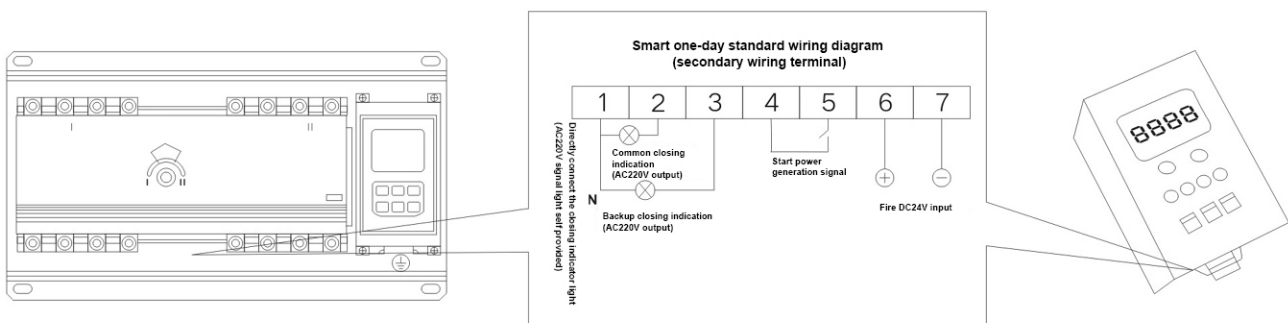 Smart one-day standard wiring diagram
(secondary wiring terminal)
1 2 3 4 5 6 7
Directly connect the closing indicator light
(AC220V signal light self provided)
Common closing
indication
(AC220V output)
N
Backup closing indication
(AC220V output)
Start power
generation signal
+ −
Fire DC24V input
I II
I II
8888